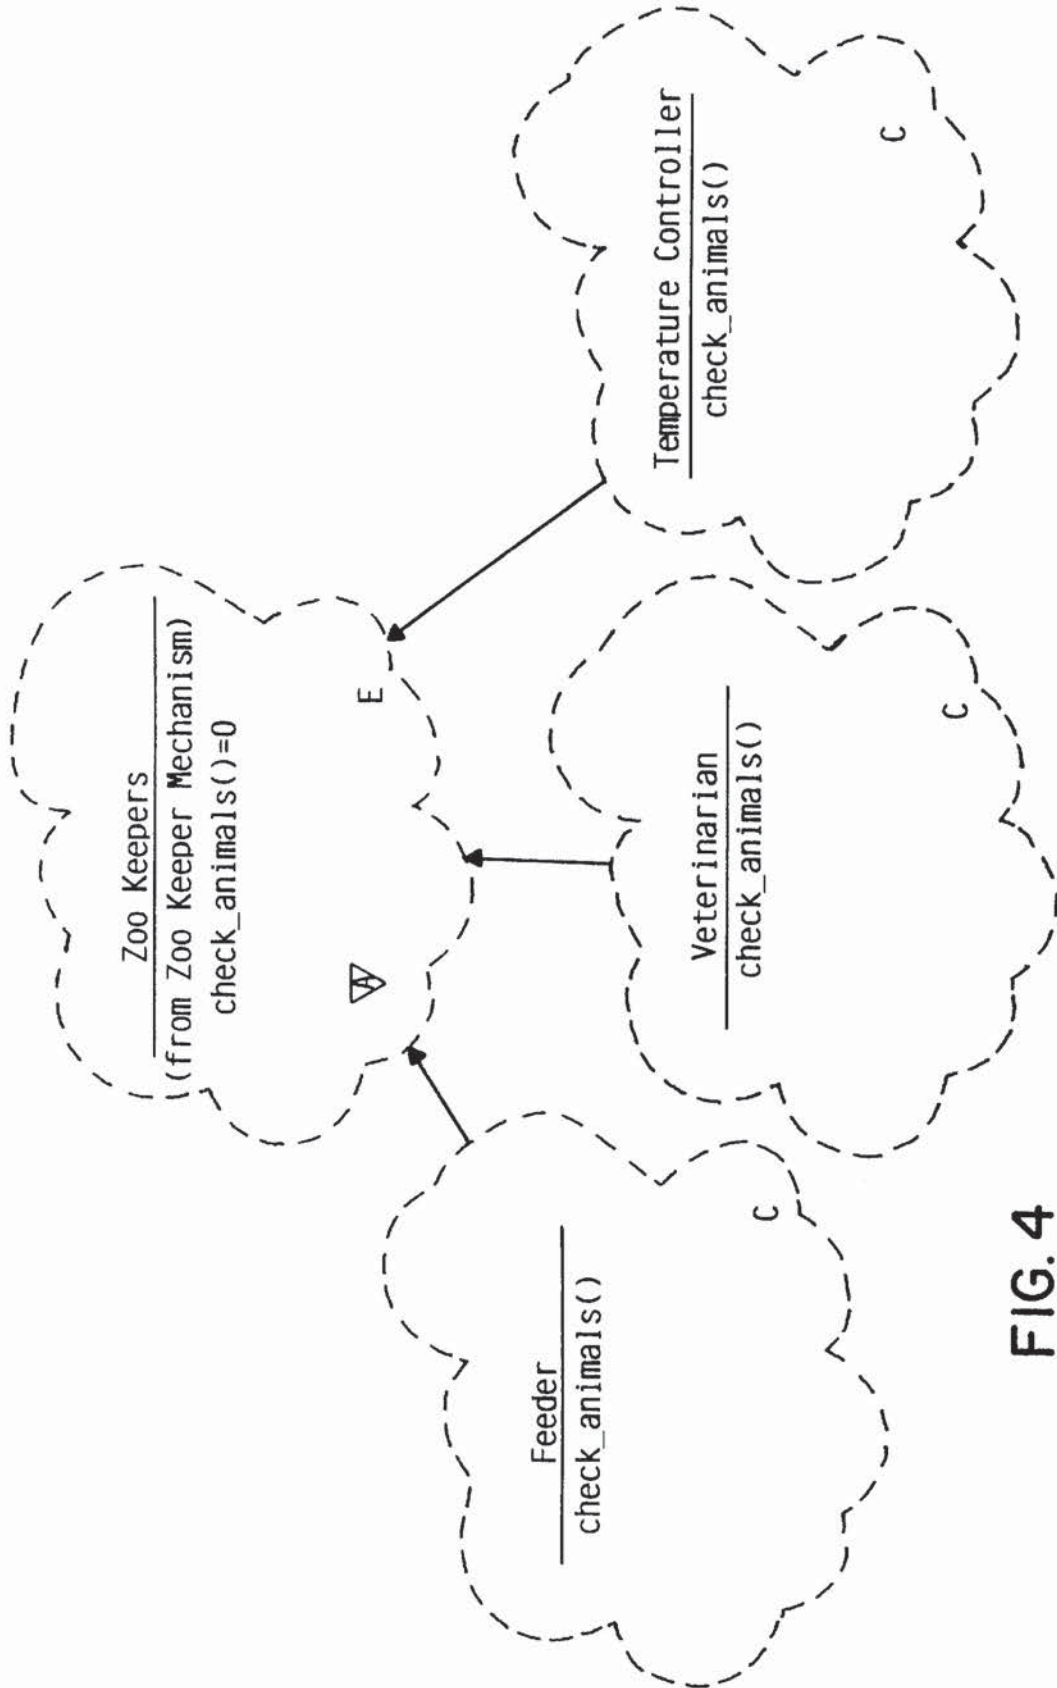 Zoo Keepers
(from Zoo Keeper Mechanism)
check_animals()=0
A
E
Feeder
check_animals()
C
Veterinarian
check_animals()
C
Temperature Controller
check_animals()
C
FIG. 4